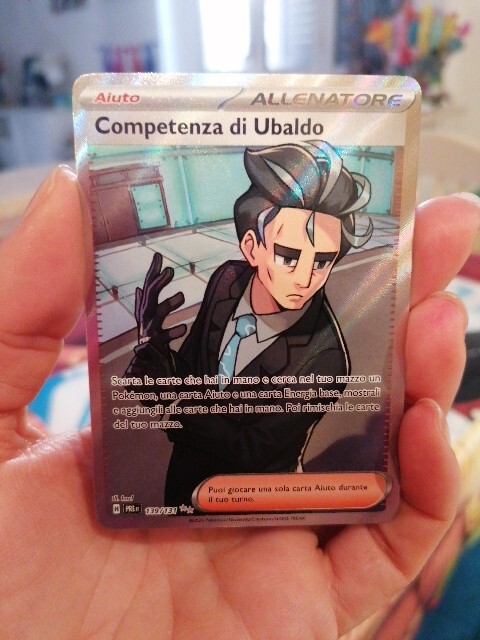 Aiuto
ALLENATORE
Competenza di Ubaldo
Scarta le carte che hai in mano e cerca nel tuo mazzo un
Pokémon, una carta Aiuto e una carta Energia base, mostrali
e aggiungili alle carte che hai in mano. Poi rimischia le carte
del tuo mazzo.
Puoi giocare una sola carta Aiuto durante
il tuo turno.
H PRE IT 139/131